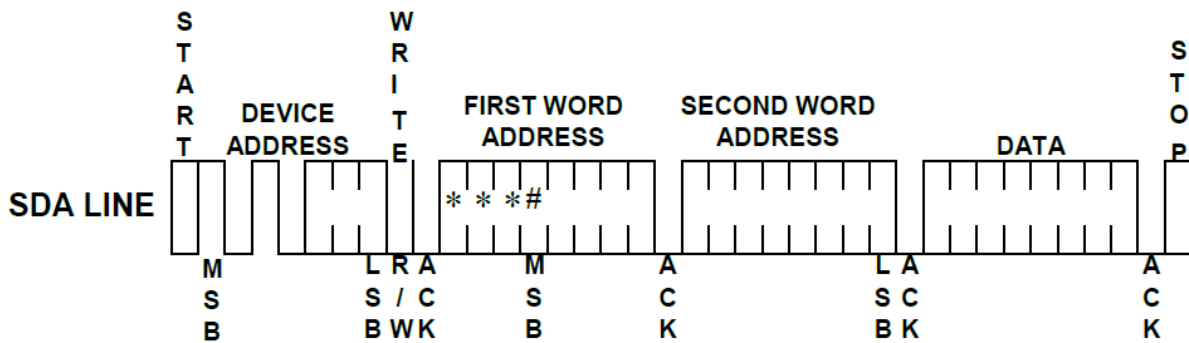 START
WRITE
STOP
DEVICE
ADDRESS
FIRST WORD
ADDRESS
SECOND WORD
ADDRESS
DATA
SDA LINE
* * * #
MSB
LSB
R/W
ACK
MSB
ACK
LSB
ACK
ACK